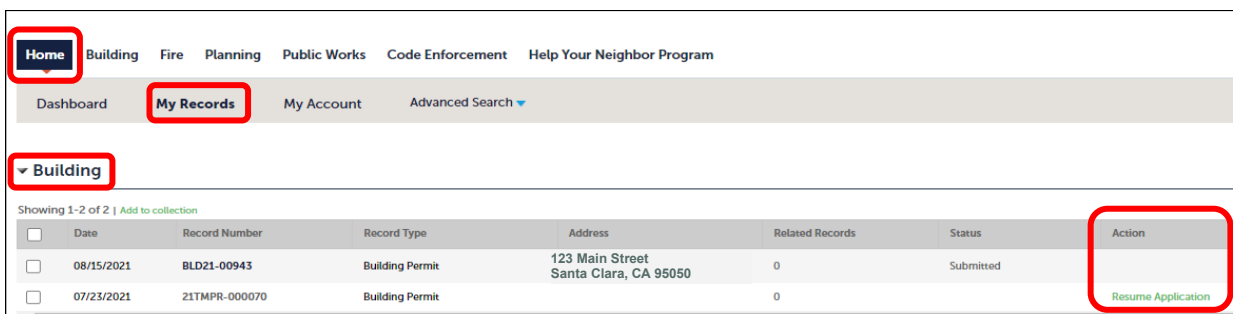 Home Building Fire Planning Public Works Code Enforcement Help Your Neighbor Program
Dashboard My Records My Account Advanced Search
Building
Showing 1-2 of 2 | Add to collection
Date Record Number Record Type Address Related Records Status Action
08/15/2021 BLD21-00943 Building Permit 123 Main Street 0 Submitted
Santa Clara, CA 95050
07/23/2021 21TMPR-000070 Building Permit 0 Resume Application